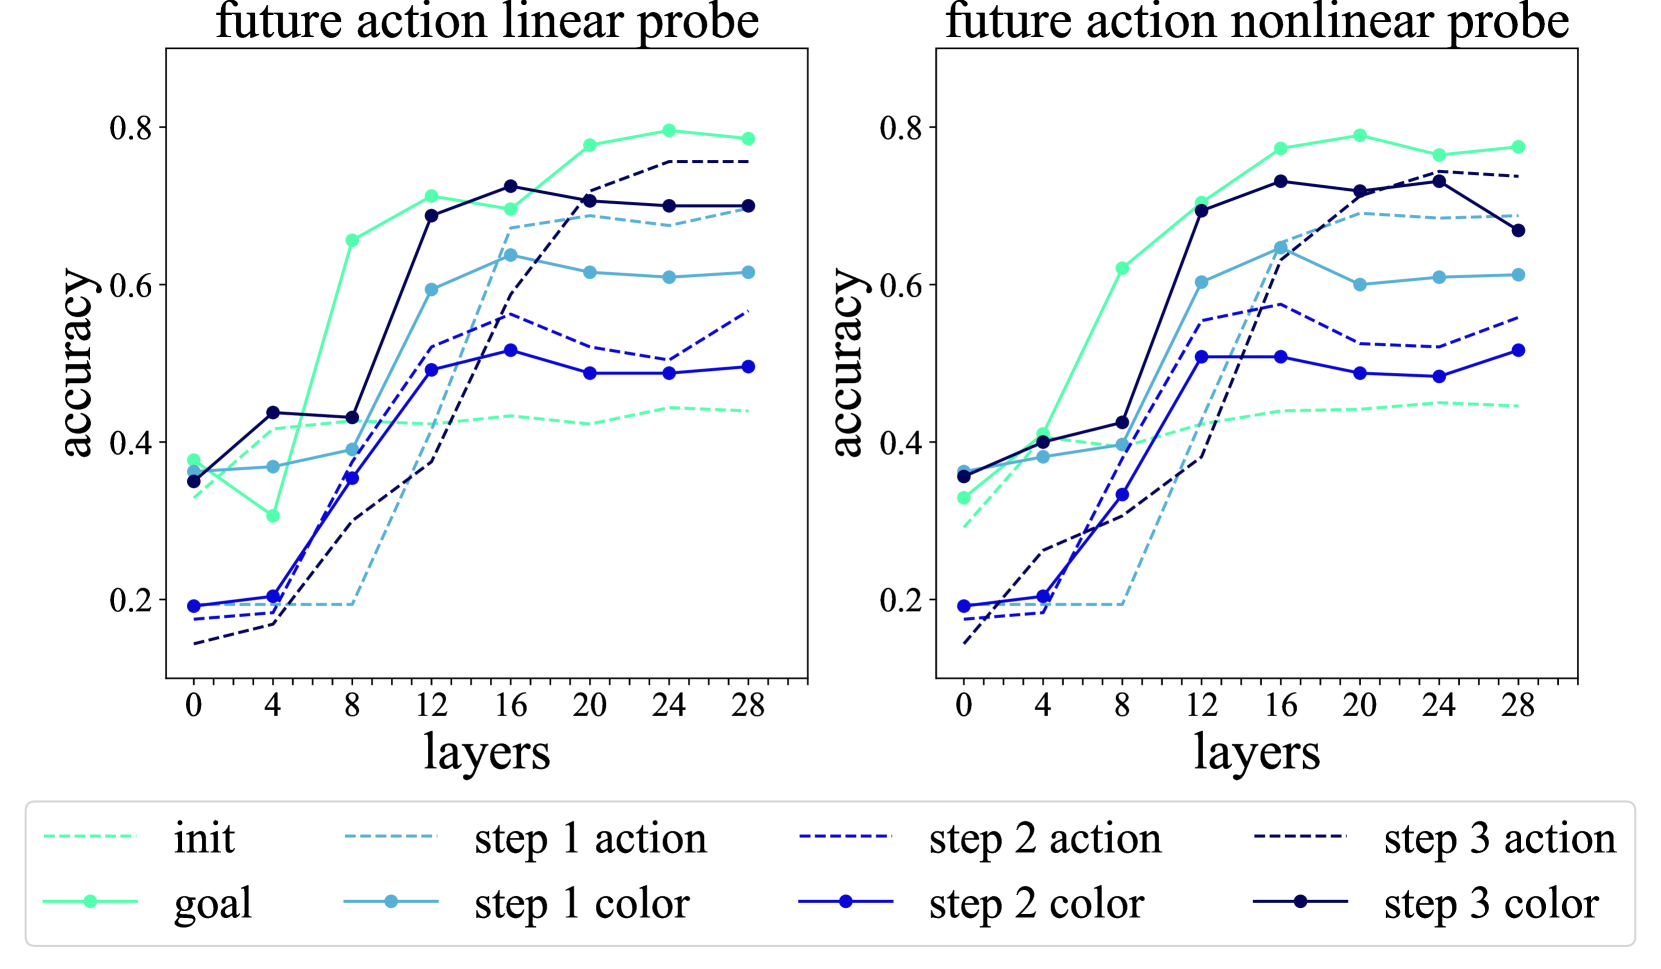 future action linear probe
accuracy
0.8
0.6
0.4
0.2
0 4 8 12 16 20 24 28
layers
future action nonlinear probe
accuracy
0.8
0.6
0.4
0.2
0 4 8 12 16 20 24 28
layers
init step 1 action step 2 action step 3 action
goal step 1 color step 2 color step 3 color